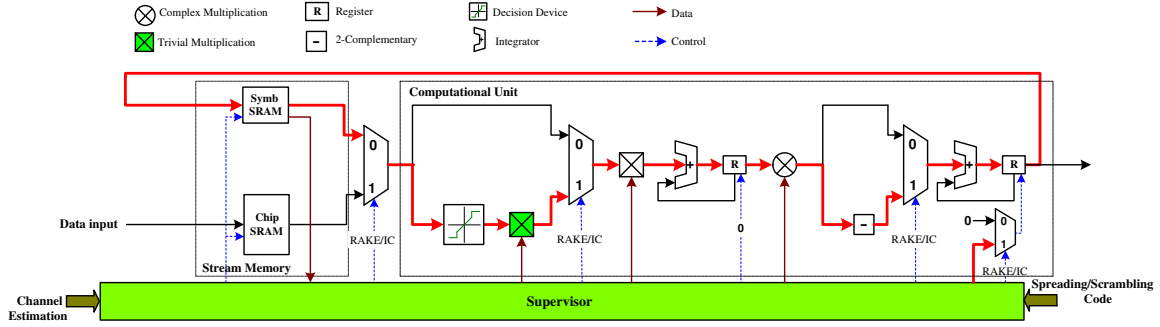 Complex Multiplication
R
Register
Decision Device
Data
Trivial Multiplication
-
2-Complementary
+
Integrator
Control
Symb
SRAM
Computational Unit
0
1
0
1
+
R
0
1
+
R
Chip
SRAM
Data input
-
0
0
1
RAKE/IC
RAKE/IC
0
RAKE/IC
RAKE/IC
Stream Memory
Channel
Estimation
Supervisor
Spreading/Scrambling
Code